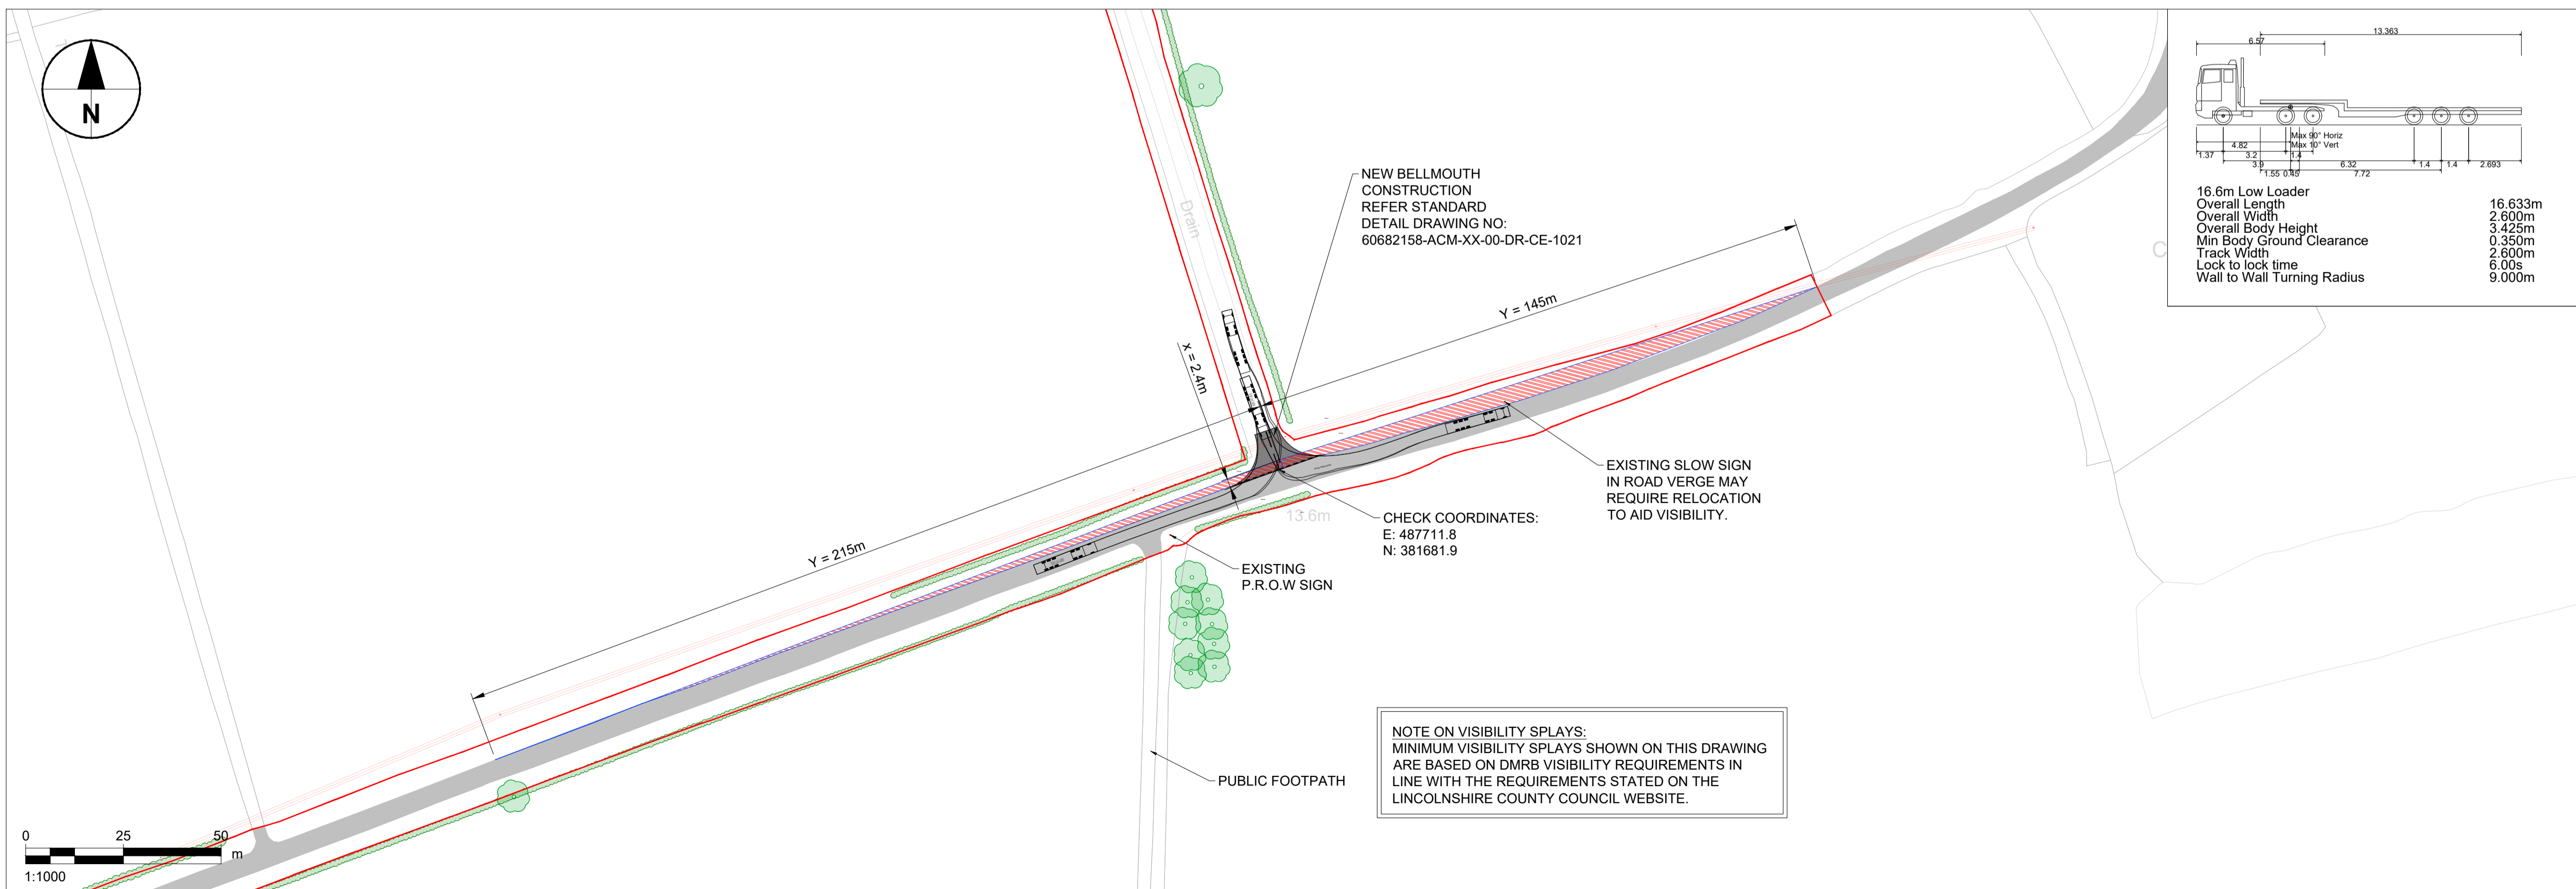 N
Drain
NEW BELLMOUTH
CONSTRUCTION
REFER STANDARD
DETAIL DRAWING NO:
60682158-ACM-XX-00-DR-CE-1021
Y = 145m
x = 2.4m
Y = 215m
EXISTING SLOW SIGN
IN ROAD VERGE MAY
REQUIRE RELOCATION
TO AID VISIBILITY.
13.6m
CHECK COORDINATES:
E: 487711.8
N: 381681.9
EXISTING
P.R.O.W SIGN
PUBLIC FOOTPATH
NOTE ON VISIBILITY SPLAYS:
MINIMUM VISIBILITY SPLAYS SHOWN ON THIS DRAWING
ARE BASED ON DMRB VISIBILITY REQUIREMENTS IN
LINE WITH THE REQUIREMENTS STATED ON THE
LINCOLNSHIRE COUNTY COUNCIL WEBSITE.
0 25 50
m
1:1000
C
13.363
6.57
Max 90° Horiz
4.82 Max 10° Vert
1.37 3.2 1.4
3.9 6.32 1.4 1.4 2.693
1.55 0.45 7.72
16.6m Low Loader
Overall Length 16.633m
Overall Width 2.600m
Overall Body Height 3.425m
Min Body Ground Clearance 0.350m
Track Width 2.600m
Lock to lock time 6.00s
Wall to Wall Turning Radius 9.000m